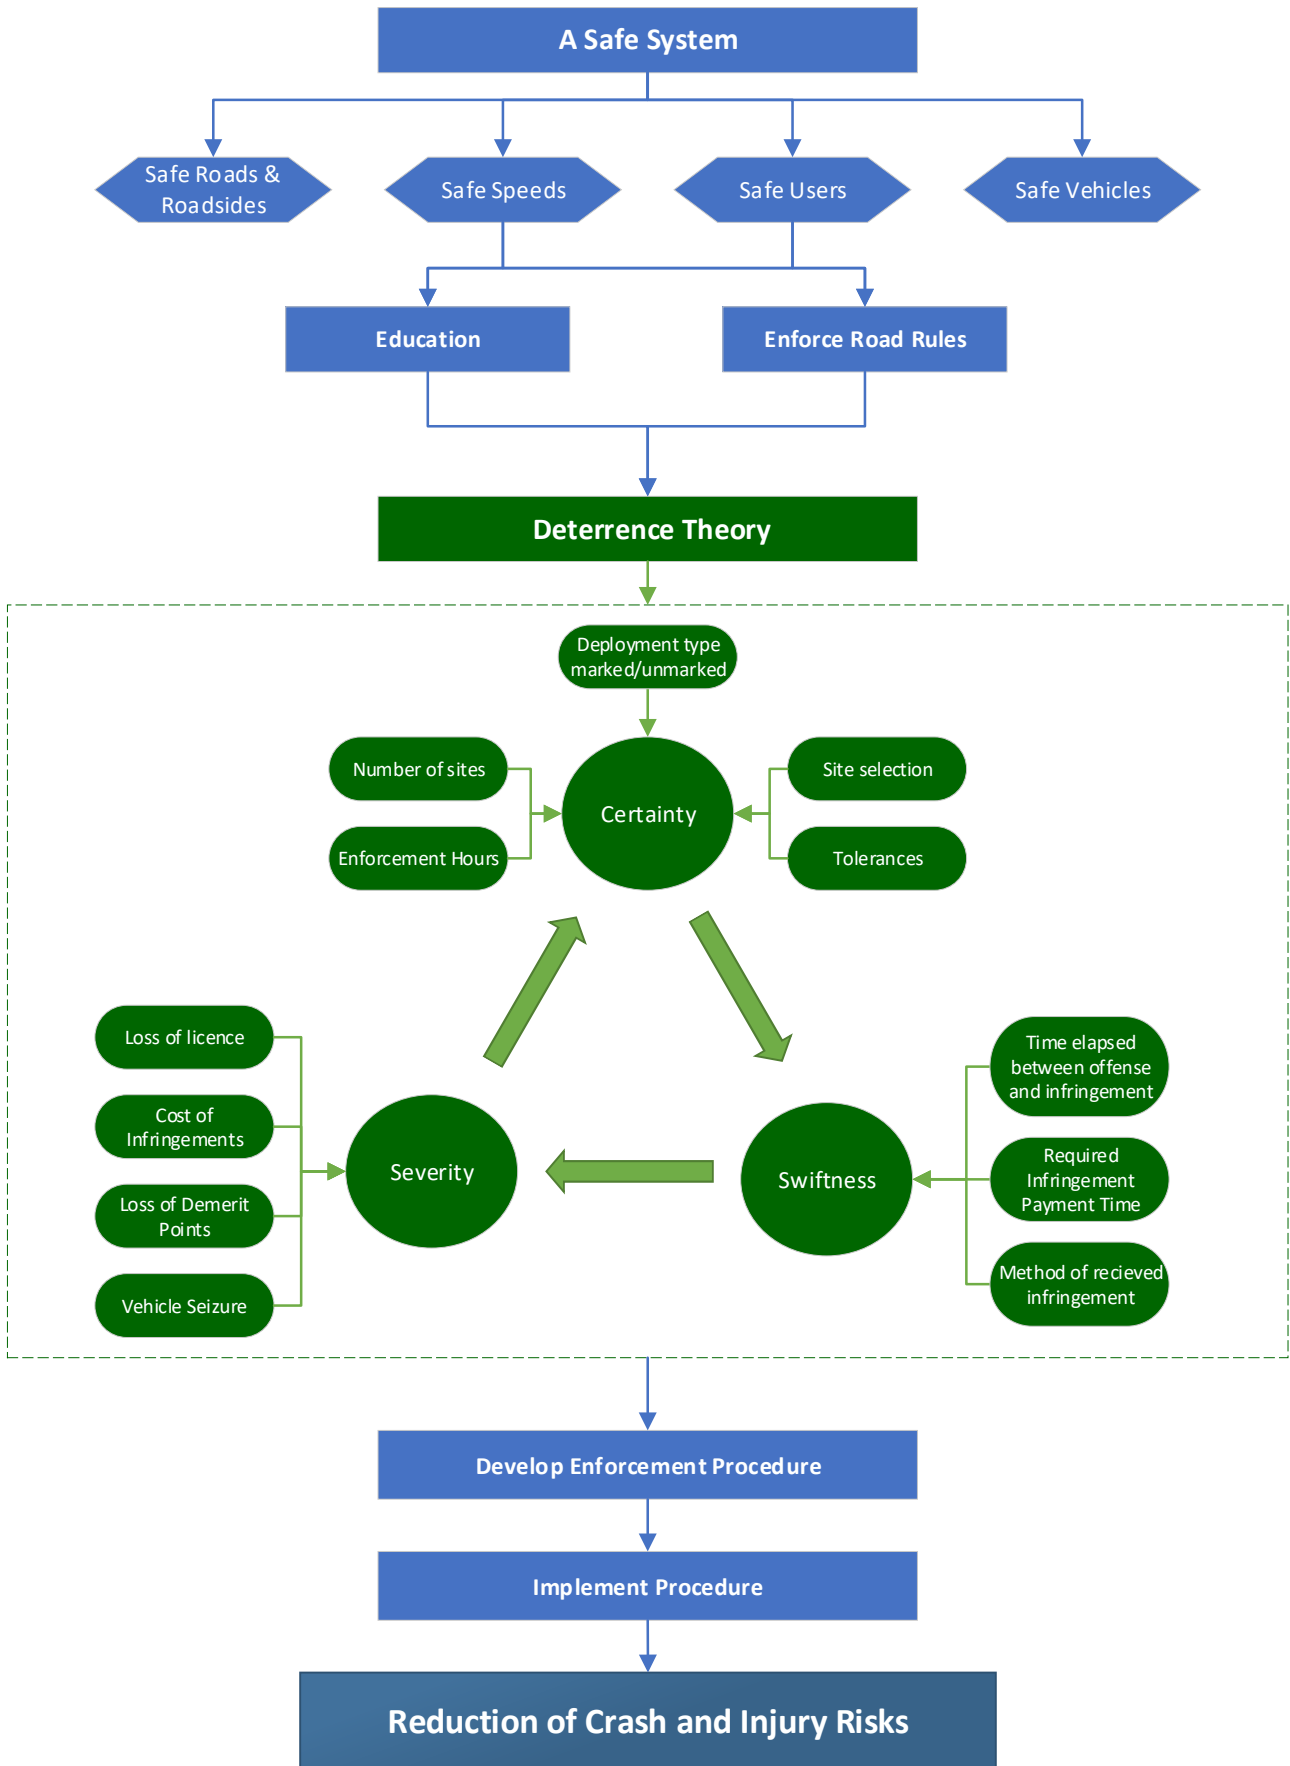 A Safe System
Safe Roads &
Roadsides
Safe Speeds
Safe Users
Safe Vehicles
Education
Enforce Road Rules
Deterrence Theory
Deployment type
marked/unmarked
Number of sites
Enforcement Hours
Certainty
Site selection
Tolerances
Loss of licence
Cost of
Infringements
Loss of Demerit
Points
Vehicle Seizure
Severity
Swiftness
Time elapsed
between offense
and infringement
Required
Infringement
Payment Time
Method of recieved
infringement
Develop Enforcement Procedure
Implement Procedure
Reduction of Crash and Injury Risks